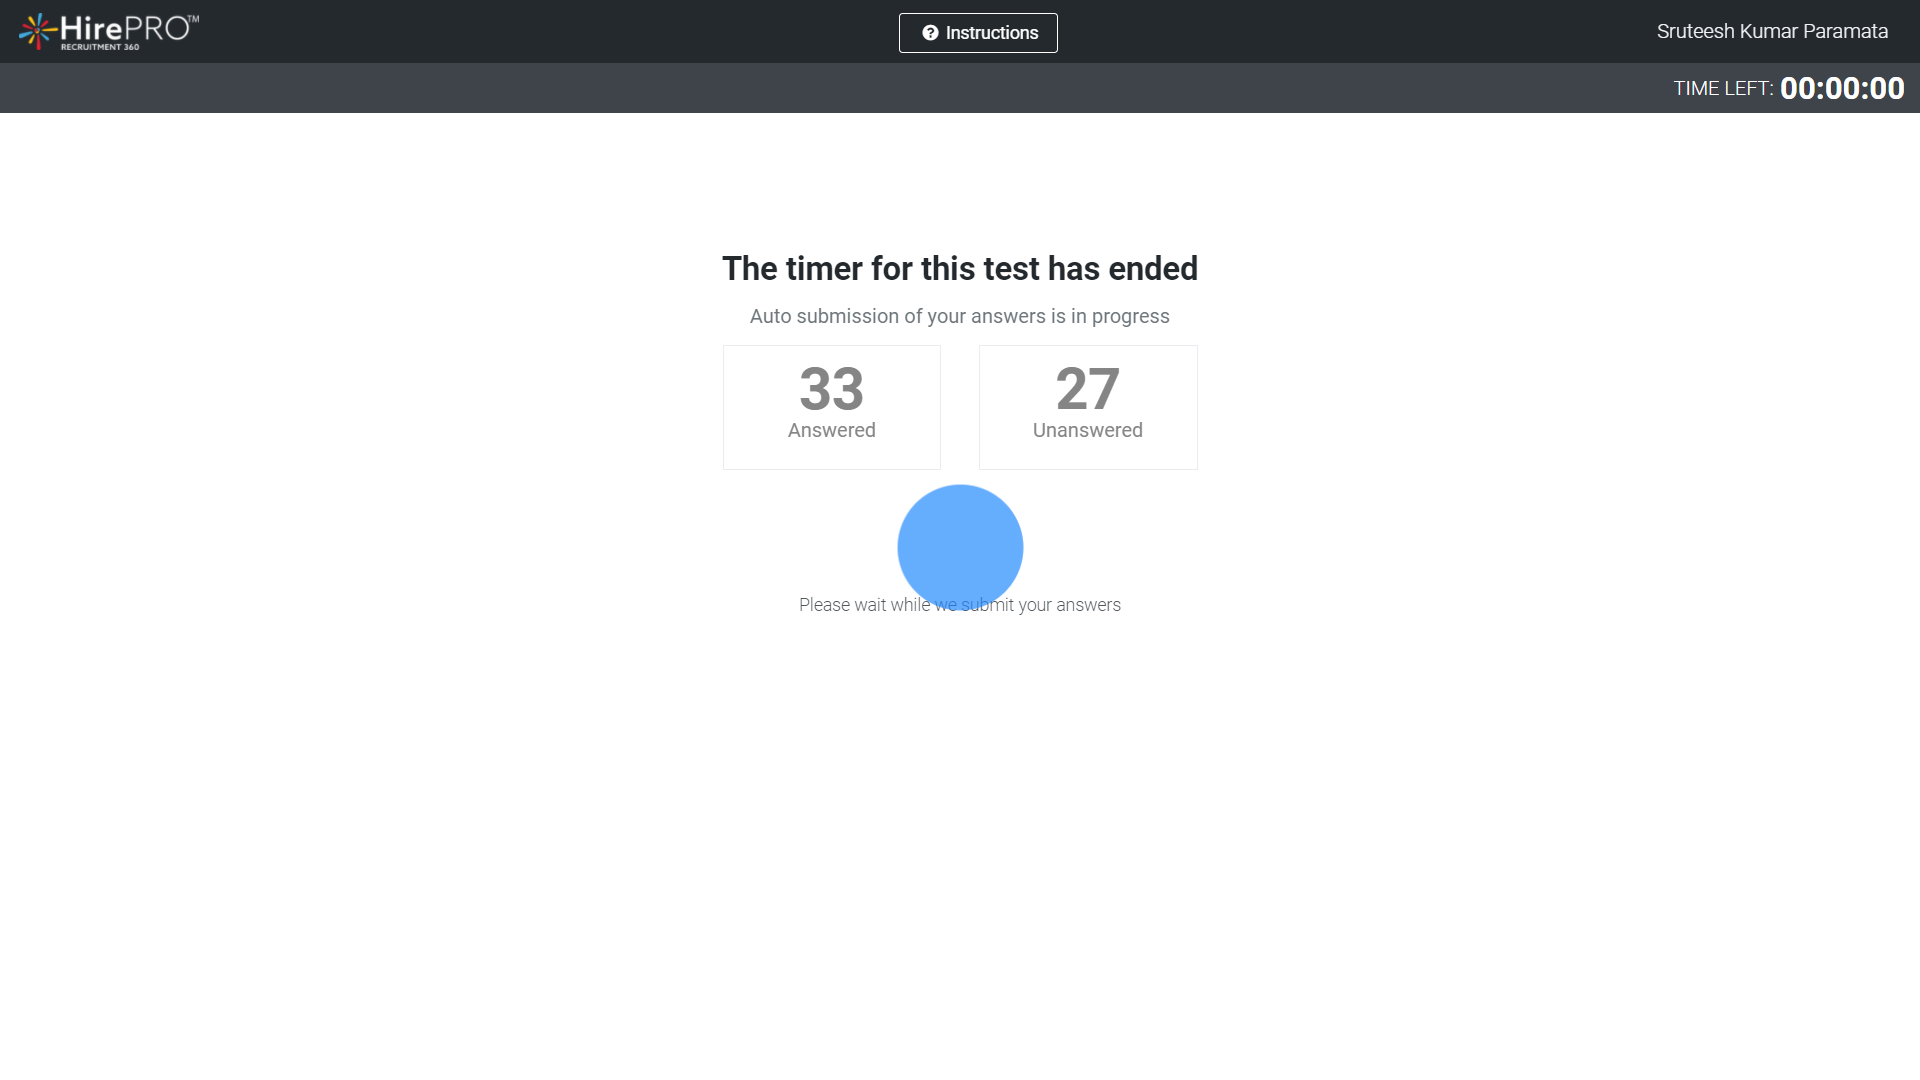 HirePRO™
RECRUITMENT 360
Instructions
Sruteesh Kumar Paramata
TIME LEFT: 00:00:00
The timer for this test has ended
Auto submission of your answers is in progress
33
Answered
27
Unanswered
Please wait while we submit your answers